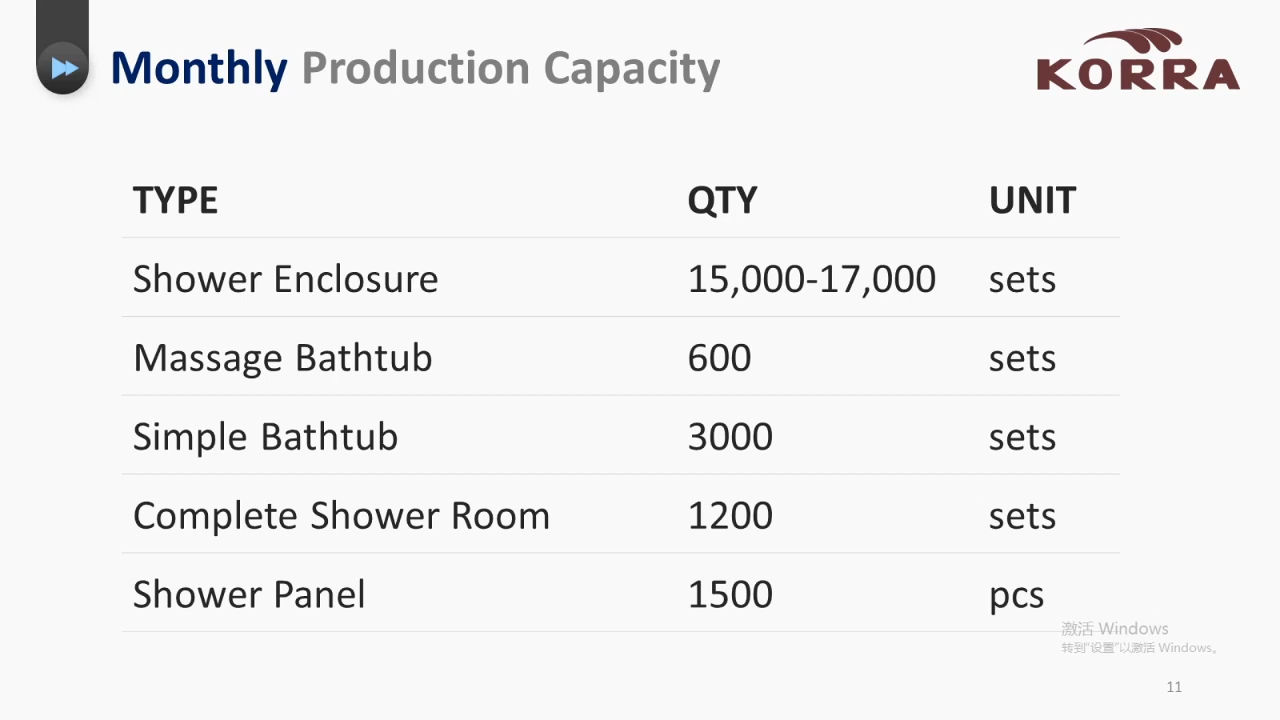 Monthly Production Capacity
KORRA
TYPE QTY UNIT
Shower Enclosure 15,000-17,000 sets
Massage Bathtub 600 sets
Simple Bathtub 3000 sets
Complete Shower Room 1200 sets
Shower Panel 1500 pcs
激活 Windows
转到“设置”以激活 Windows。
11